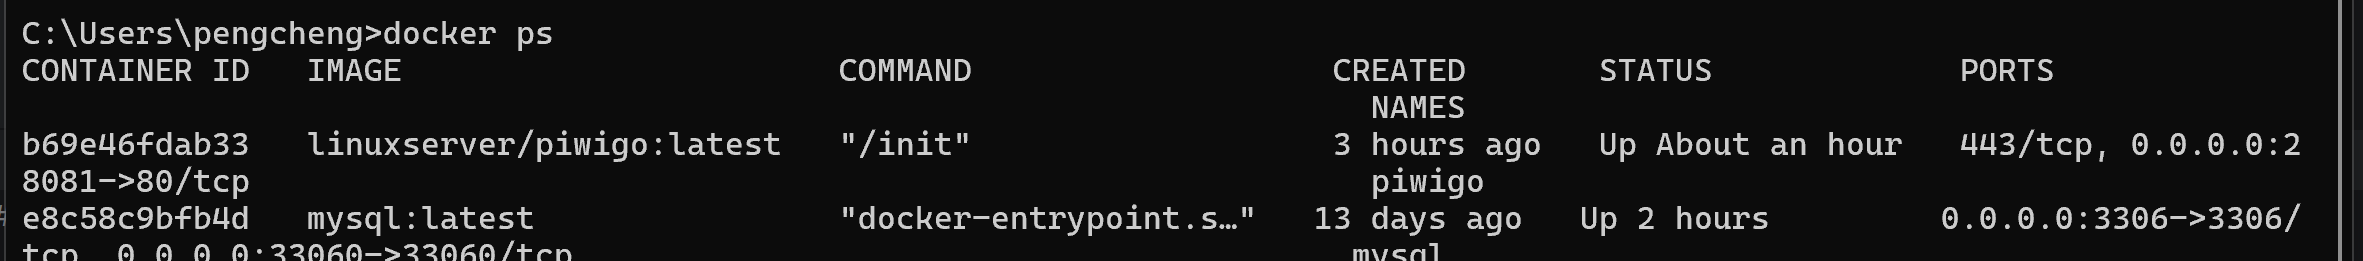 C:\Users\pengcheng>docker ps
CONTAINER ID   IMAGE                       COMMAND                   CREATED       STATUS             PORTS
NAMES
b69e46fdab33   linuxserver/piwigo:latest   "/init"                   3 hours ago   Up About an hour   443/tcp, 0.0.0.0:2
8081->80/tcp                                                           piwigo
e8c58c9bfb4d   mysql:latest                "docker-entrypoint.s…"   13 days ago   Up 2 hours         0.0.0.0:3306->3306/
tcp, 0.0.0.0:33060->33060/tcp                                         mysql